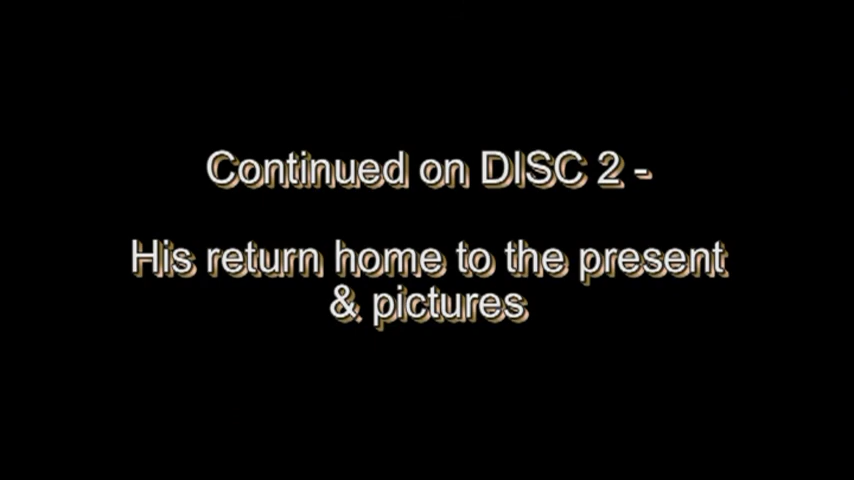 Continued on DISC 2 -
His return home to the present
& pictures